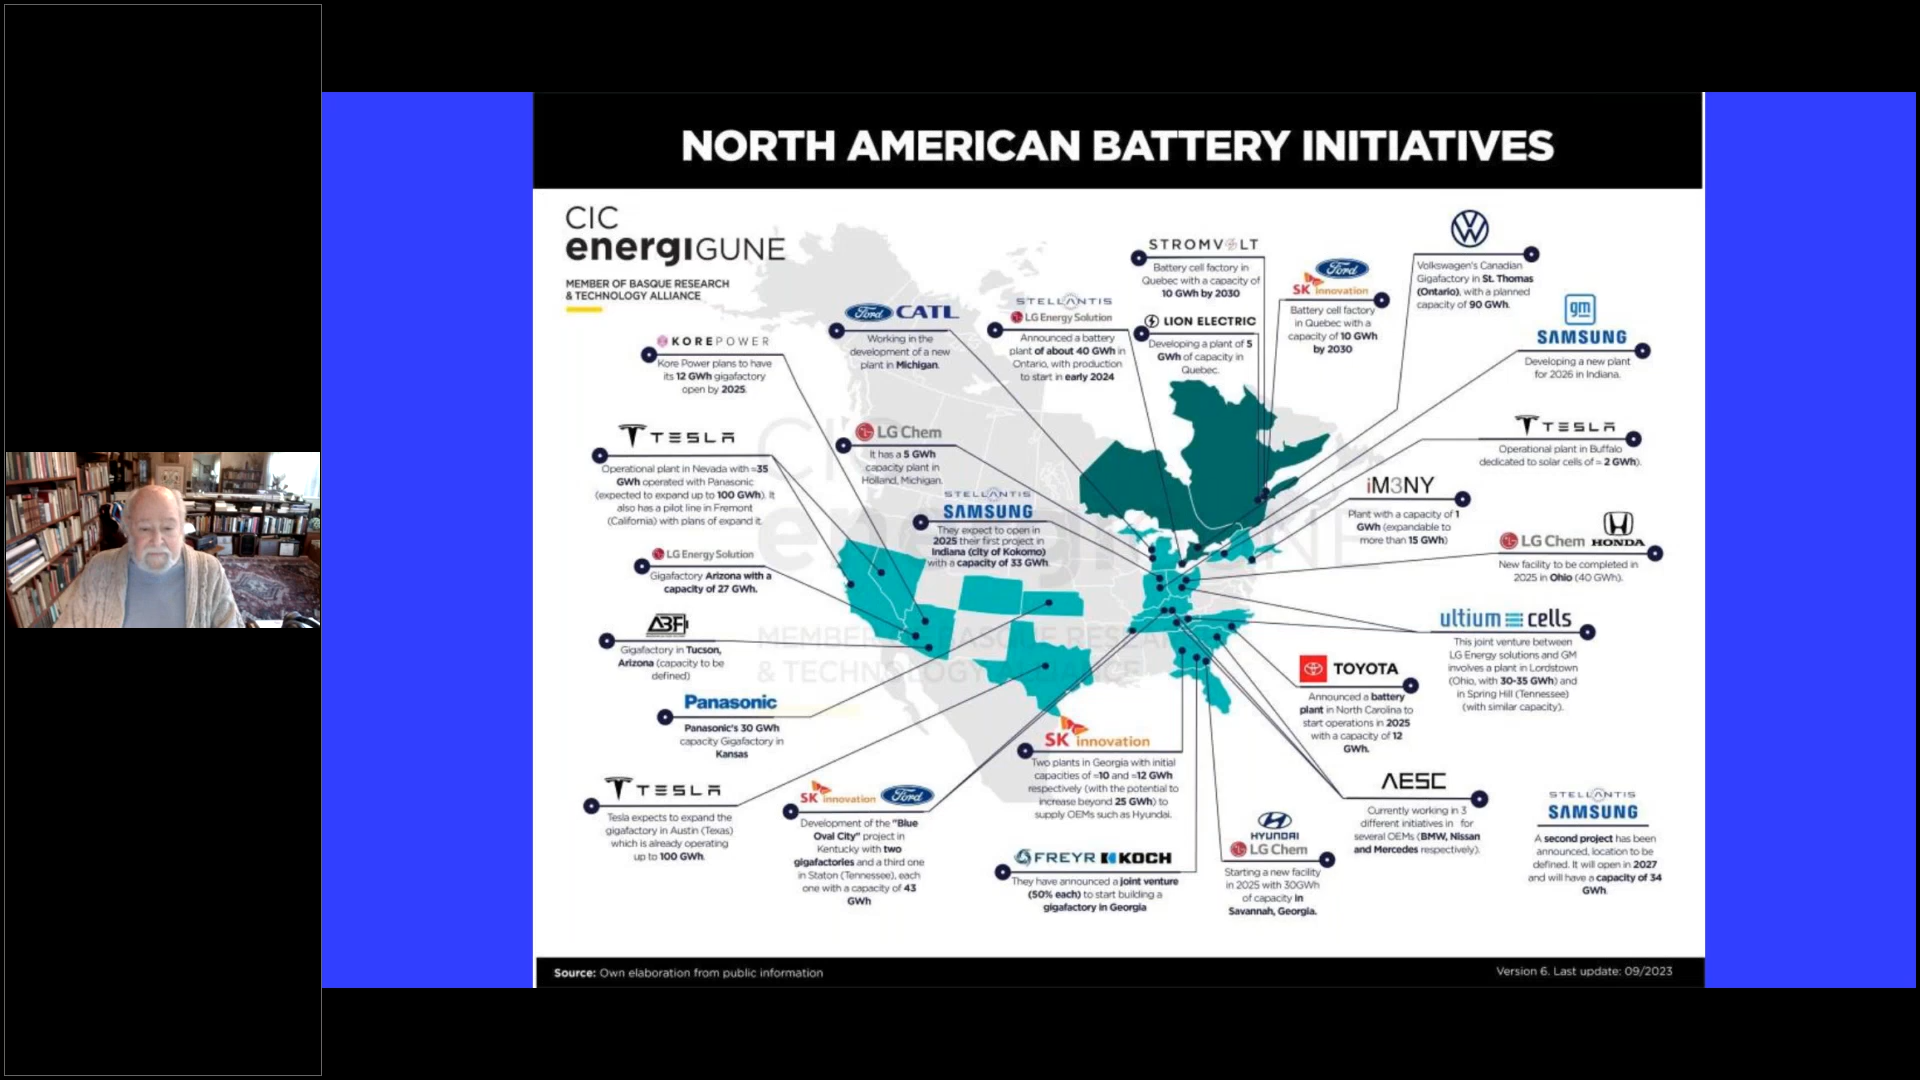 NORTH AMERICAN BATTERY INITIATIVES
CIC
energiGUNE
MEMBER OF BASQUE RESEARCH
& TECHNOLOGY ALLIANCE
KOREPOWER
Kore Power plans to have
its 12 GWh gigafactory
open by 2025.
TESLA
Operational plant in Nevada with ≈35
GWh operated with Panasonic
(expected to expand up to 100 GWh). It
also has a pilot line in Fremont
(California) with plans of expand it.
LG Energy Solution
Gigafactory Arizona with a
capacity of 27 GWh.
ABF
Gigafactory in Tucson,
Arizona (capacity to be
defined)
Panasonic
Panasonic's 30 GWh
capacity Gigafactory in
Kansas
TESLA
Tesla expects to expand the
gigafactory in Austin (Texas)
which is already operating
up to 100 GWh.
Ford CATL
Working in the
development of a new
plant in Michigan.
LG Chem
It has a 5 GWh
capacity plant in
Holland, Michigan.
STELLANTIS
SAMSUNG
They expect to open in
2025 their first project in
Indiana (city of Kokomo)
with a capacity of 33 GWh.
STELLANTIS
LG Energy Solution
Announced a battery
plant of about 40 GWh in
Ontario, with production
to start in early 2024
STROMVOLT
Battery cell factory in
Quebec with a capacity of
10 GWh by 2030
LION ELECTRIC
Developing a plant of 5
GWh of capacity in
Quebec.
Ford
SK innovation
Battery cell factory
in Quebec with a
capacity of 10 GWh
by 2030
Volkswagen's Canadian
Gigafactory in St. Thomas
(Ontario), with a planned
capacity of 90 GWh.
gm
SAMSUNG
Developing a new plant
for 2026 in Indiana.
TESLA
Operational plant in Buffalo
dedicated to solar cells of ≈ 2 GWh).
iM3NY
Plant with a capacity of 1
GWh (expandable to
more than 15 GWh)
LG Chem HONDA
New facility to be completed in
2025 in Ohio (40 GWh).
ultium cells
This joint venture between
LG Energy solutions and GM
involves a plant in Lordstown
(Ohio, with 30-35 GWh) and
in Spring Hill (Tennessee)
(with similar capacity).
TOYOTA
Announced a battery
plant in North Carolina to
start operations in 2025
with a capacity of 12
GWh.
SK innovation
Two plants in Georgia with initial
capacities of ≈10 and ≈12 GWh
respectively (with the potential to
increase beyond 25 GWh) to
supply OEMs such as Hyundai.
SK innovation Ford
Development of the "Blue
Oval City" project in
Kentucky with two
gigafactories and a third one
in Staton (Tennessee), each
one with a capacity of 43
GWh
FREYR KOCH
They have announced a joint venture
(50% each) to start building a
gigafactory in Georgia
HYUNDAI
LG Chem
Starting a new facility
in 2025 with 30GWh
of capacity in
Savannah, Georgia.
AESC
Currently working in 3
different initiatives in for
several OEMs (BMW, Nissan
and Mercedes respectively).
STELLANTIS
SAMSUNG
A second project has been
announced, location to be
defined. It will open in 2027
and will have a capacity of 34
GWh.
Source: Own elaboration from public information
Version 6. Last update: 09/2023